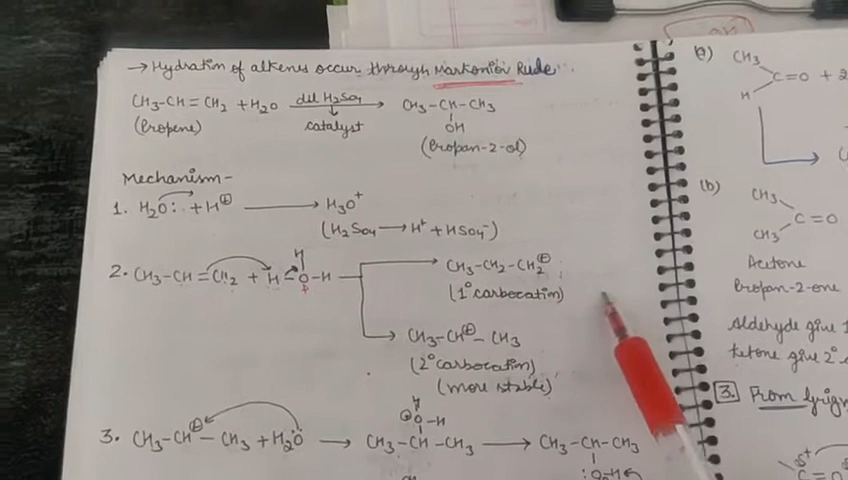 → Hydration of alkenes occur through Markoniov Rule
CH3-CH=CH2 + H2O dil H2SO4 → CH3-CH-CH3
catalyst
OH
(Propene)
(Propan-2-ol)
Mechanism-
1. H2O: + H⊕ → H3O+
(H2SO4 → H+ + HSO4-)
H
2. CH3-CH=CH2 + H-O-H → CH3-CH2-CH2⊕
+
(1° carbocation)
CH3-CH⊕-CH3
(2° carbocation)
(more stable)
H
⊕O-H
3. CH3-CH⊕-CH3 + H2O → CH3-CH-CH3 → CH3-CH-CH3
:O-H
(a)
CH3
C=O + 2
H
(b)
CH3
C=O
CH3
Acetone
Propan-2-one
Aldehyde give 1
Ketone give 2°
3. From
C=O